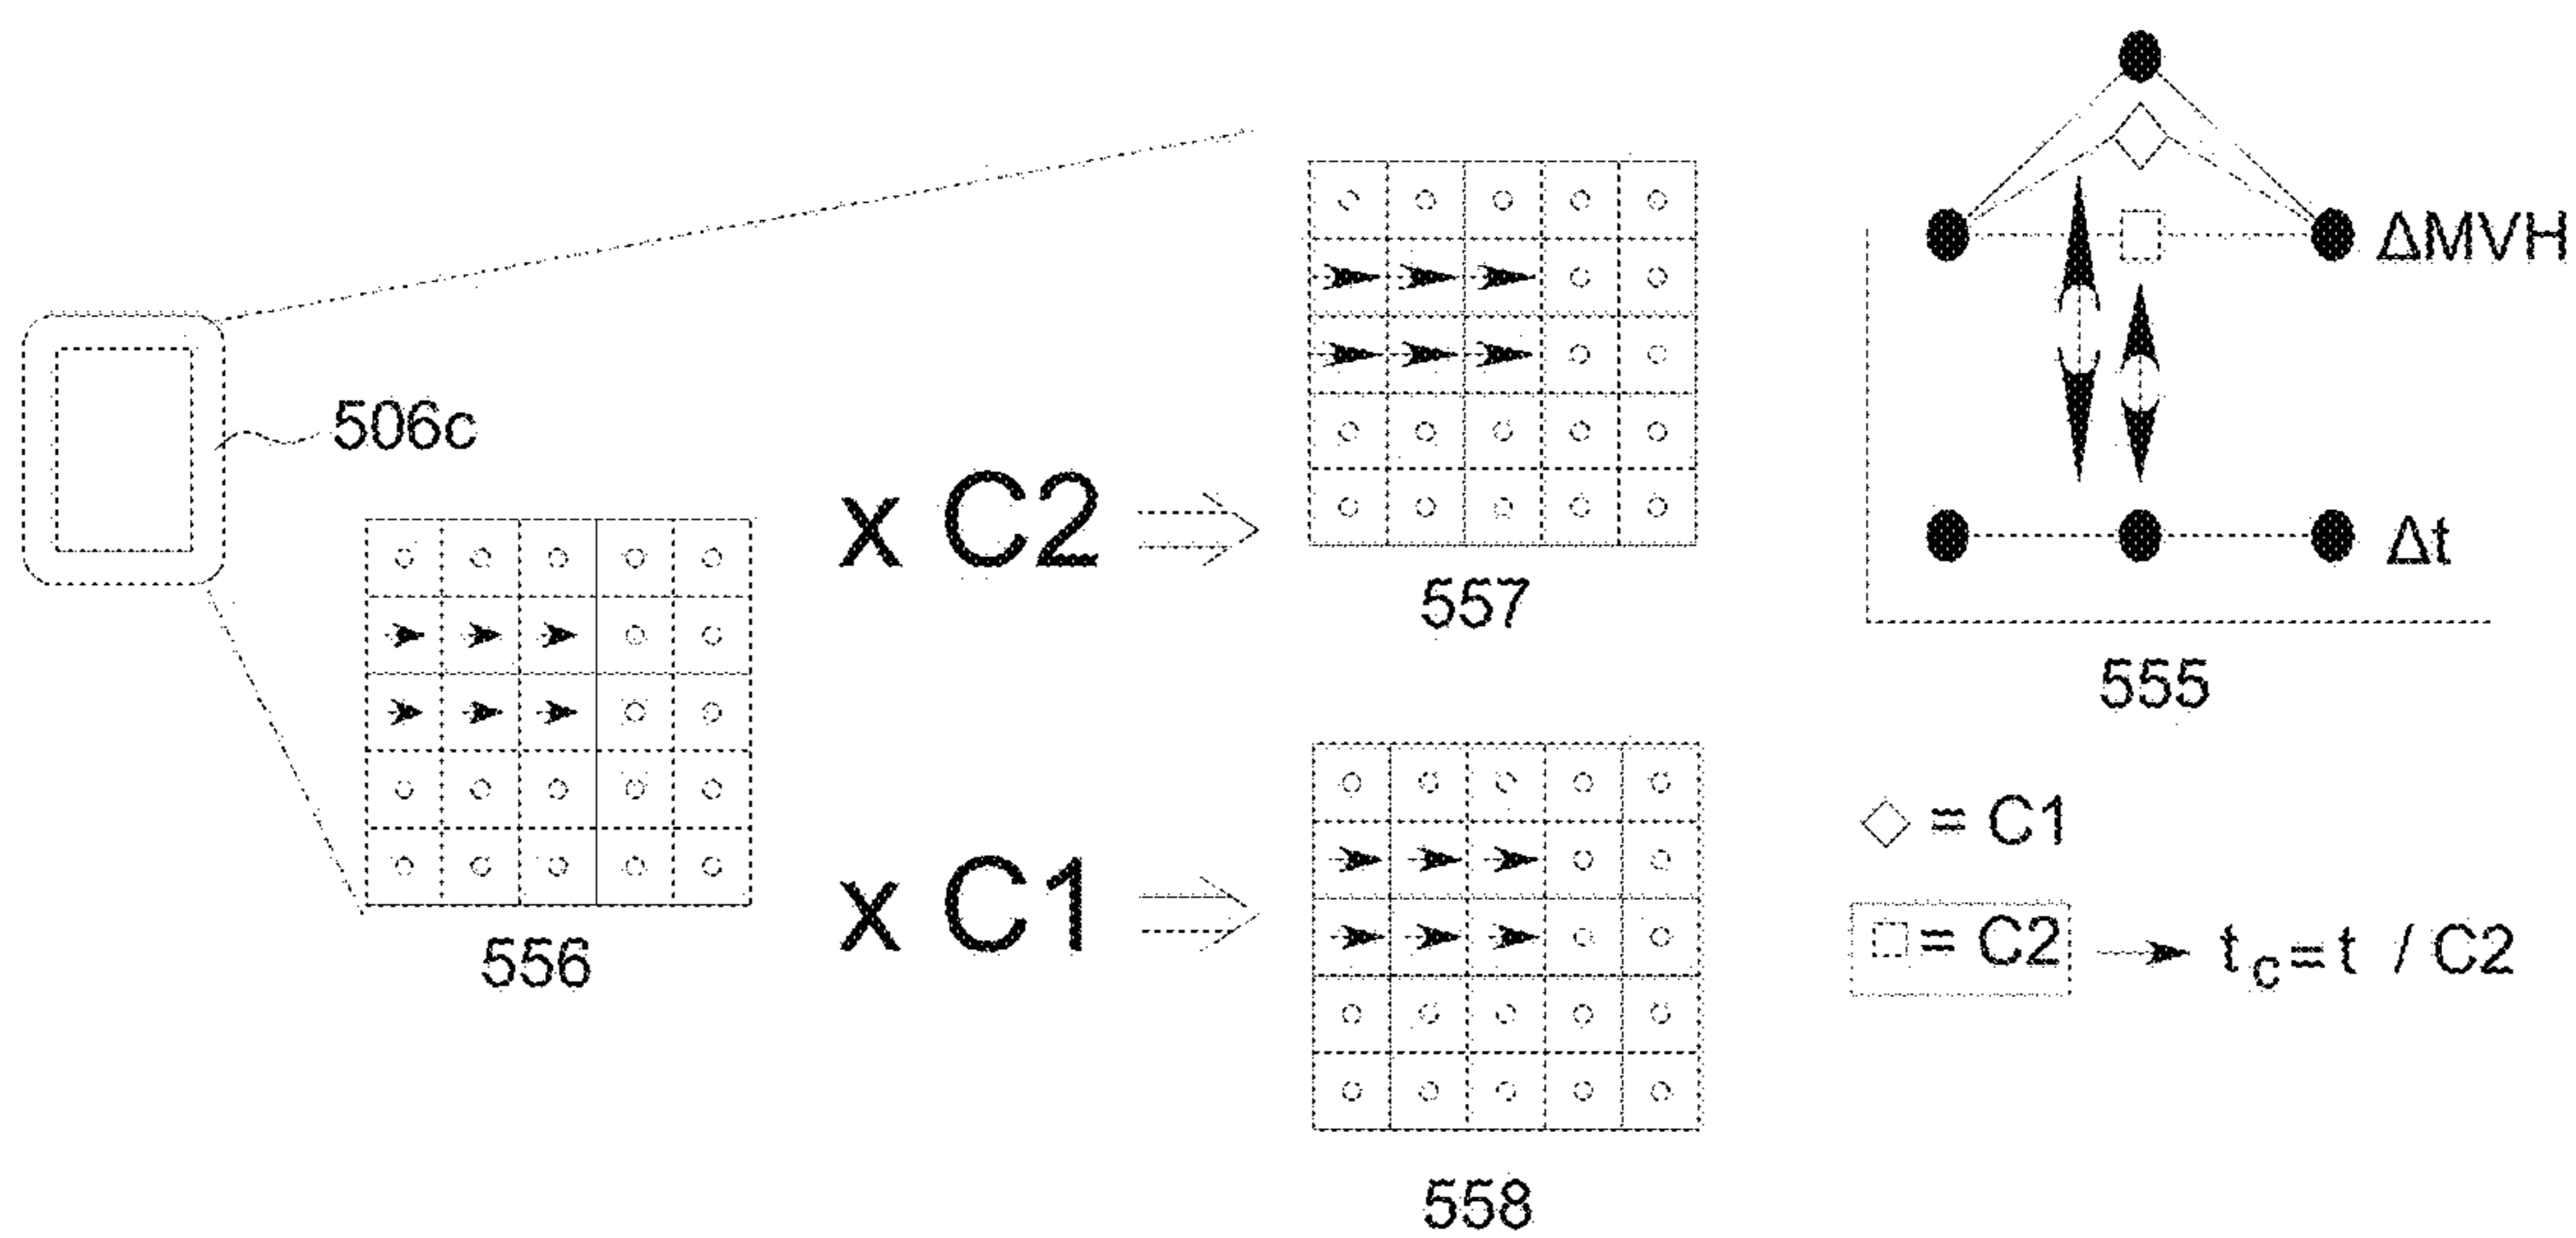 ΔMVH
506c
x C2
Δt
557
555
◇ = C1
x C1
556
□ = C2 → t_c = t / C2
558